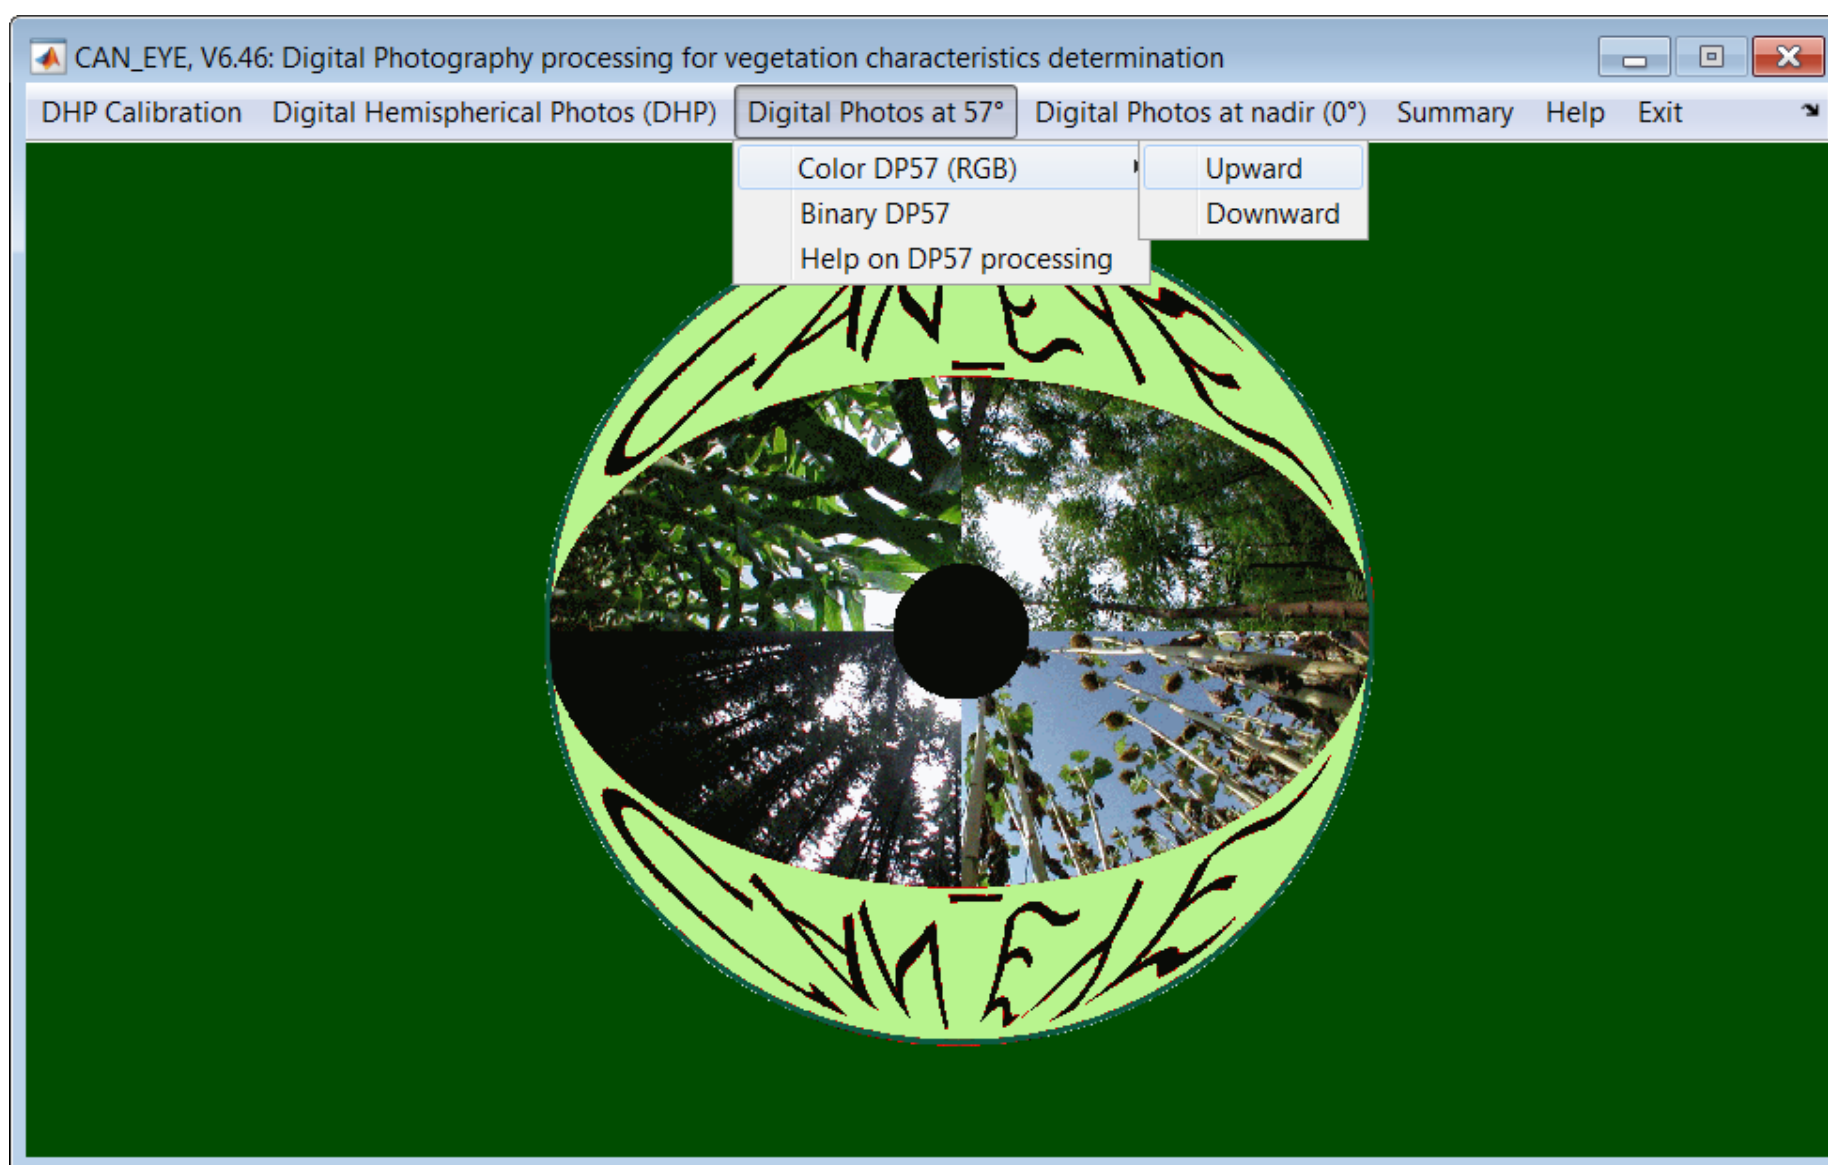 CAN_EYE, V6.46: Digital Photography processing for vegetation characteristics determination
DHP Calibration Digital Hemispherical Photos (DHP) Digital Photos at 57° Digital Photos at nadir (0°) Summary Help Exit
Color DP57 (RGB) Upward
Binary DP57 Downward
Help on DP57 processing
CAN_EYE
CAN_EYE